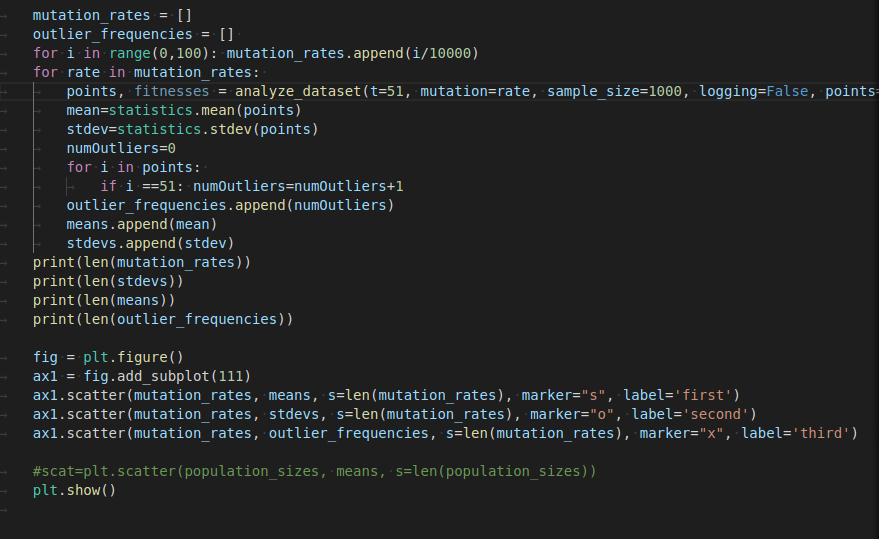 mutation_rates = []
outlier_frequencies = []
for i in range(0,100): mutation_rates.append(i/10000)
for rate in mutation_rates:
points, fitnesses = analyze_dataset(t=51, mutation=rate, sample_size=1000, logging=False, points=
mean=statistics.mean(points)
stdev=statistics.stdev(points)
numOutliers=0
for i in points:
if i ==51: numOutliers=numOutliers+1
outlier_frequencies.append(numOutliers)
means.append(mean)
stdevs.append(stdev)
print(len(mutation_rates))
print(len(stdevs))
print(len(means))
print(len(outlier_frequencies))
fig = plt.figure()
ax1 = fig.add_subplot(111)
ax1.scatter(mutation_rates, means, s=len(mutation_rates), marker="s", label='first')
ax1.scatter(mutation_rates, stdevs, s=len(mutation_rates), marker="o", label='second')
ax1.scatter(mutation_rates, outlier_frequencies, s=len(mutation_rates), marker="x", label='third')
#scat=plt.scatter(population_sizes, means, s=len(population_sizes))
plt.show()